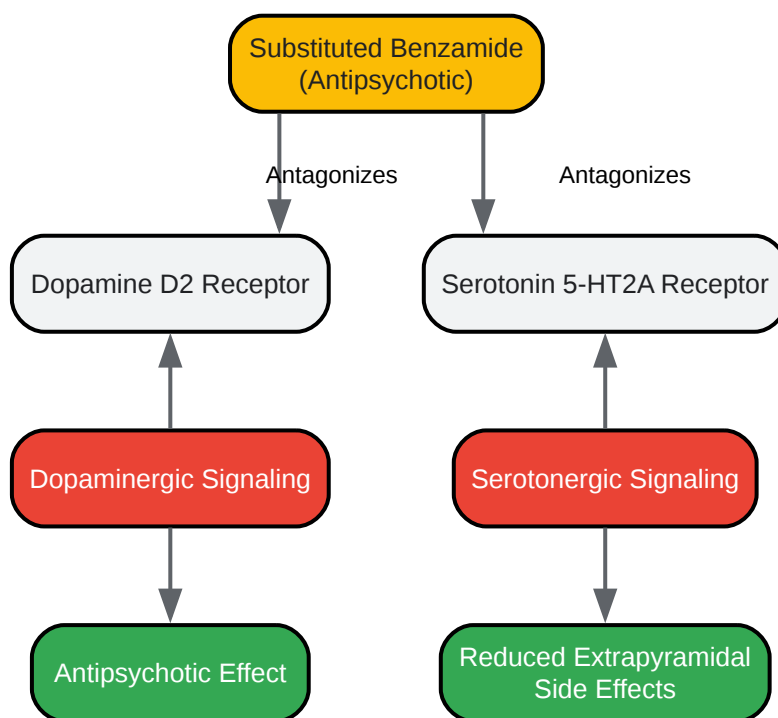 Substituted Benzamide
(Antipsychotic)
Antagonizes
Antagonizes
Dopamine D2 Receptor
Serotonin 5-HT2A Receptor
Dopaminergic Signaling
Serotonergic Signaling
Antipsychotic Effect
Reduced Extrapyramidal
Side Effects